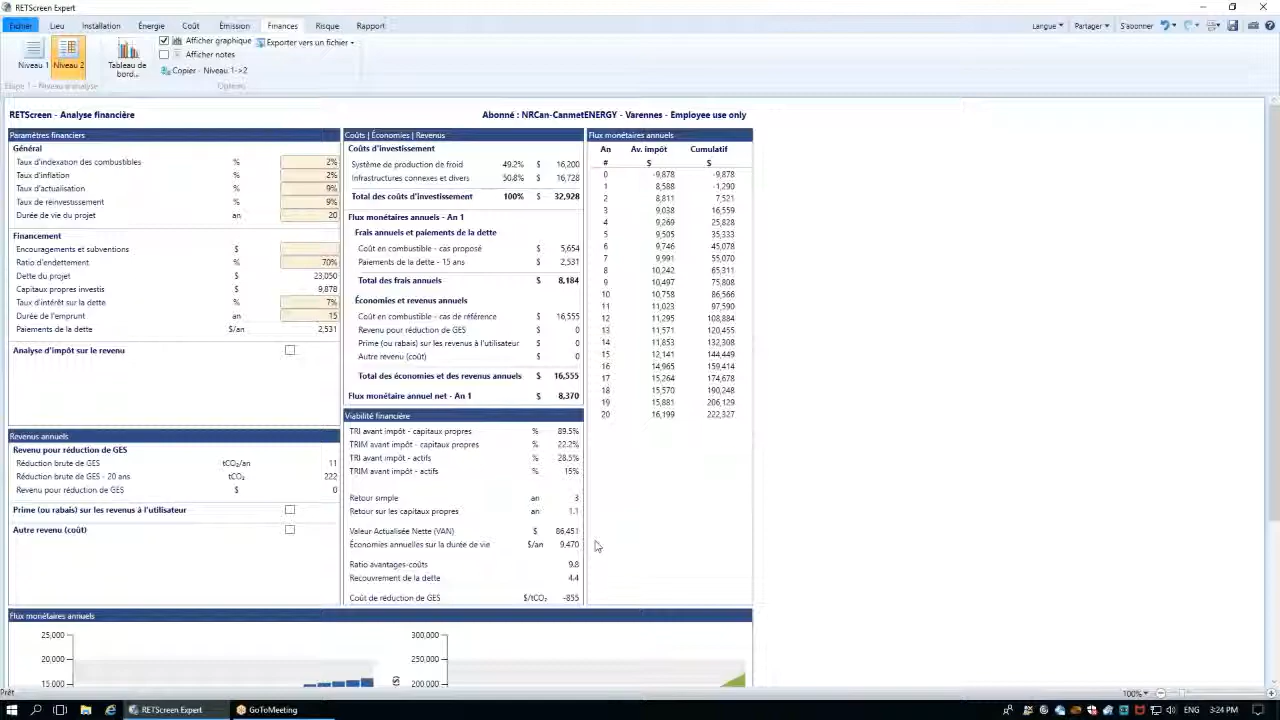 RETScreen Expert
Fichier Lieu Installation Énergie Coût Émission Finances Risque Rapport
Langue Partager S'abonner
Niveau 1 Niveau 2 Tableau de bord...
Afficher graphique
Afficher notes
Copier - Niveau 1->2
Exporter vers un fichier
Étape 1 - Niveau d'analyse Options
RETScreen - Analyse financière
Abonné : NRCan-CanmetENERGY - Varennes - Employee use only
Paramètres financiers
Général
Taux d'indexation des combustibles % 2%
Taux d'inflation % 2%
Taux d'actualisation % 9%
Taux de réinvestissement % 9%
Durée de vie du projet an 20
Financement
Encouragements et subventions $
Ratio d'endettement % 70%
Dette du projet $ 23,050
Capitaux propres investis $ 9,878
Taux d'intérêt sur la dette % 7%
Durée de l'emprunt an 15
Paiements de la dette $/an 2,531
Analyse d'impôt sur le revenu
Revenus annuels
Revenu pour réduction de GES
Réduction brute de GES tCO₂/an 11
Réduction brute de GES - 20 ans tCO₂ 222
Revenu pour réduction de GES $ 0
Prime (ou rabais) sur les revenus à l'utilisateur
Autre revenu (coût)
Coûts | Économies | Revenus
Coûts d'investissement
Système de production de froid 49.2% $ 16,200
Infrastructures connexes et divers 50.8% $ 16,728
Total des coûts d'investissement 100% $ 32,928
Flux monétaires annuels - An 1
Frais annuels et paiements de la dette
Coût en combustible - cas proposé $ 5,654
Paiements de la dette - 15 ans $ 2,531
Total des frais annuels $ 8,184
Économies et revenus annuels
Coût en combustible - cas de référence $ 16,555
Revenu pour réduction de GES $ 0
Prime (ou rabais) sur les revenus à l'utilisateur $ 0
Autre revenu (coût) $ 0
Total des économies et des revenus annuels $ 16,555
Flux monétaire annuel net - An 1 $ 8,370
Viabilité financière
TRI avant impôt - capitaux propres % 89.5%
TRIM avant impôt - capitaux propres % 22.2%
TRI avant impôt - actifs % 28.5%
TRIM avant impôt - actifs % 15%
Retour simple an 3
Retour sur les capitaux propres an 1.1
Valeur Actualisée Nette (VAN) $ 86,451
Économies annuelles sur la durée de vie $/an 9,470
Ratio avantages-coûts 9.8
Recouvrement de la dette 4.4
Coût de réduction de GES $/tCO₂ -855
Flux monétaires annuels
An Av. impôt Cumulatif
# $ $
0 -9,878 -9,878
1 8,588 -1,290
2 8,811 7,521
3 9,038 16,559
4 9,269 25,828
5 9,505 35,333
6 9,746 45,078
7 9,991 55,070
8 10,242 65,311
9 10,497 75,808
10 10,758 86,566
11 11,023 97,590
12 11,295 108,884
13 11,571 120,455
14 11,853 132,308
15 12,141 144,449
16 14,965 159,414
17 15,264 174,678
18 15,570 190,248
19 15,881 206,129
20 16,199 222,327
Flux monétaires annuels
25,000 300,000
20,000 250,000
15,000 200,000
($)
Prêt 100%
RETScreen Expert GoToMeeting ENG 3:24 PM